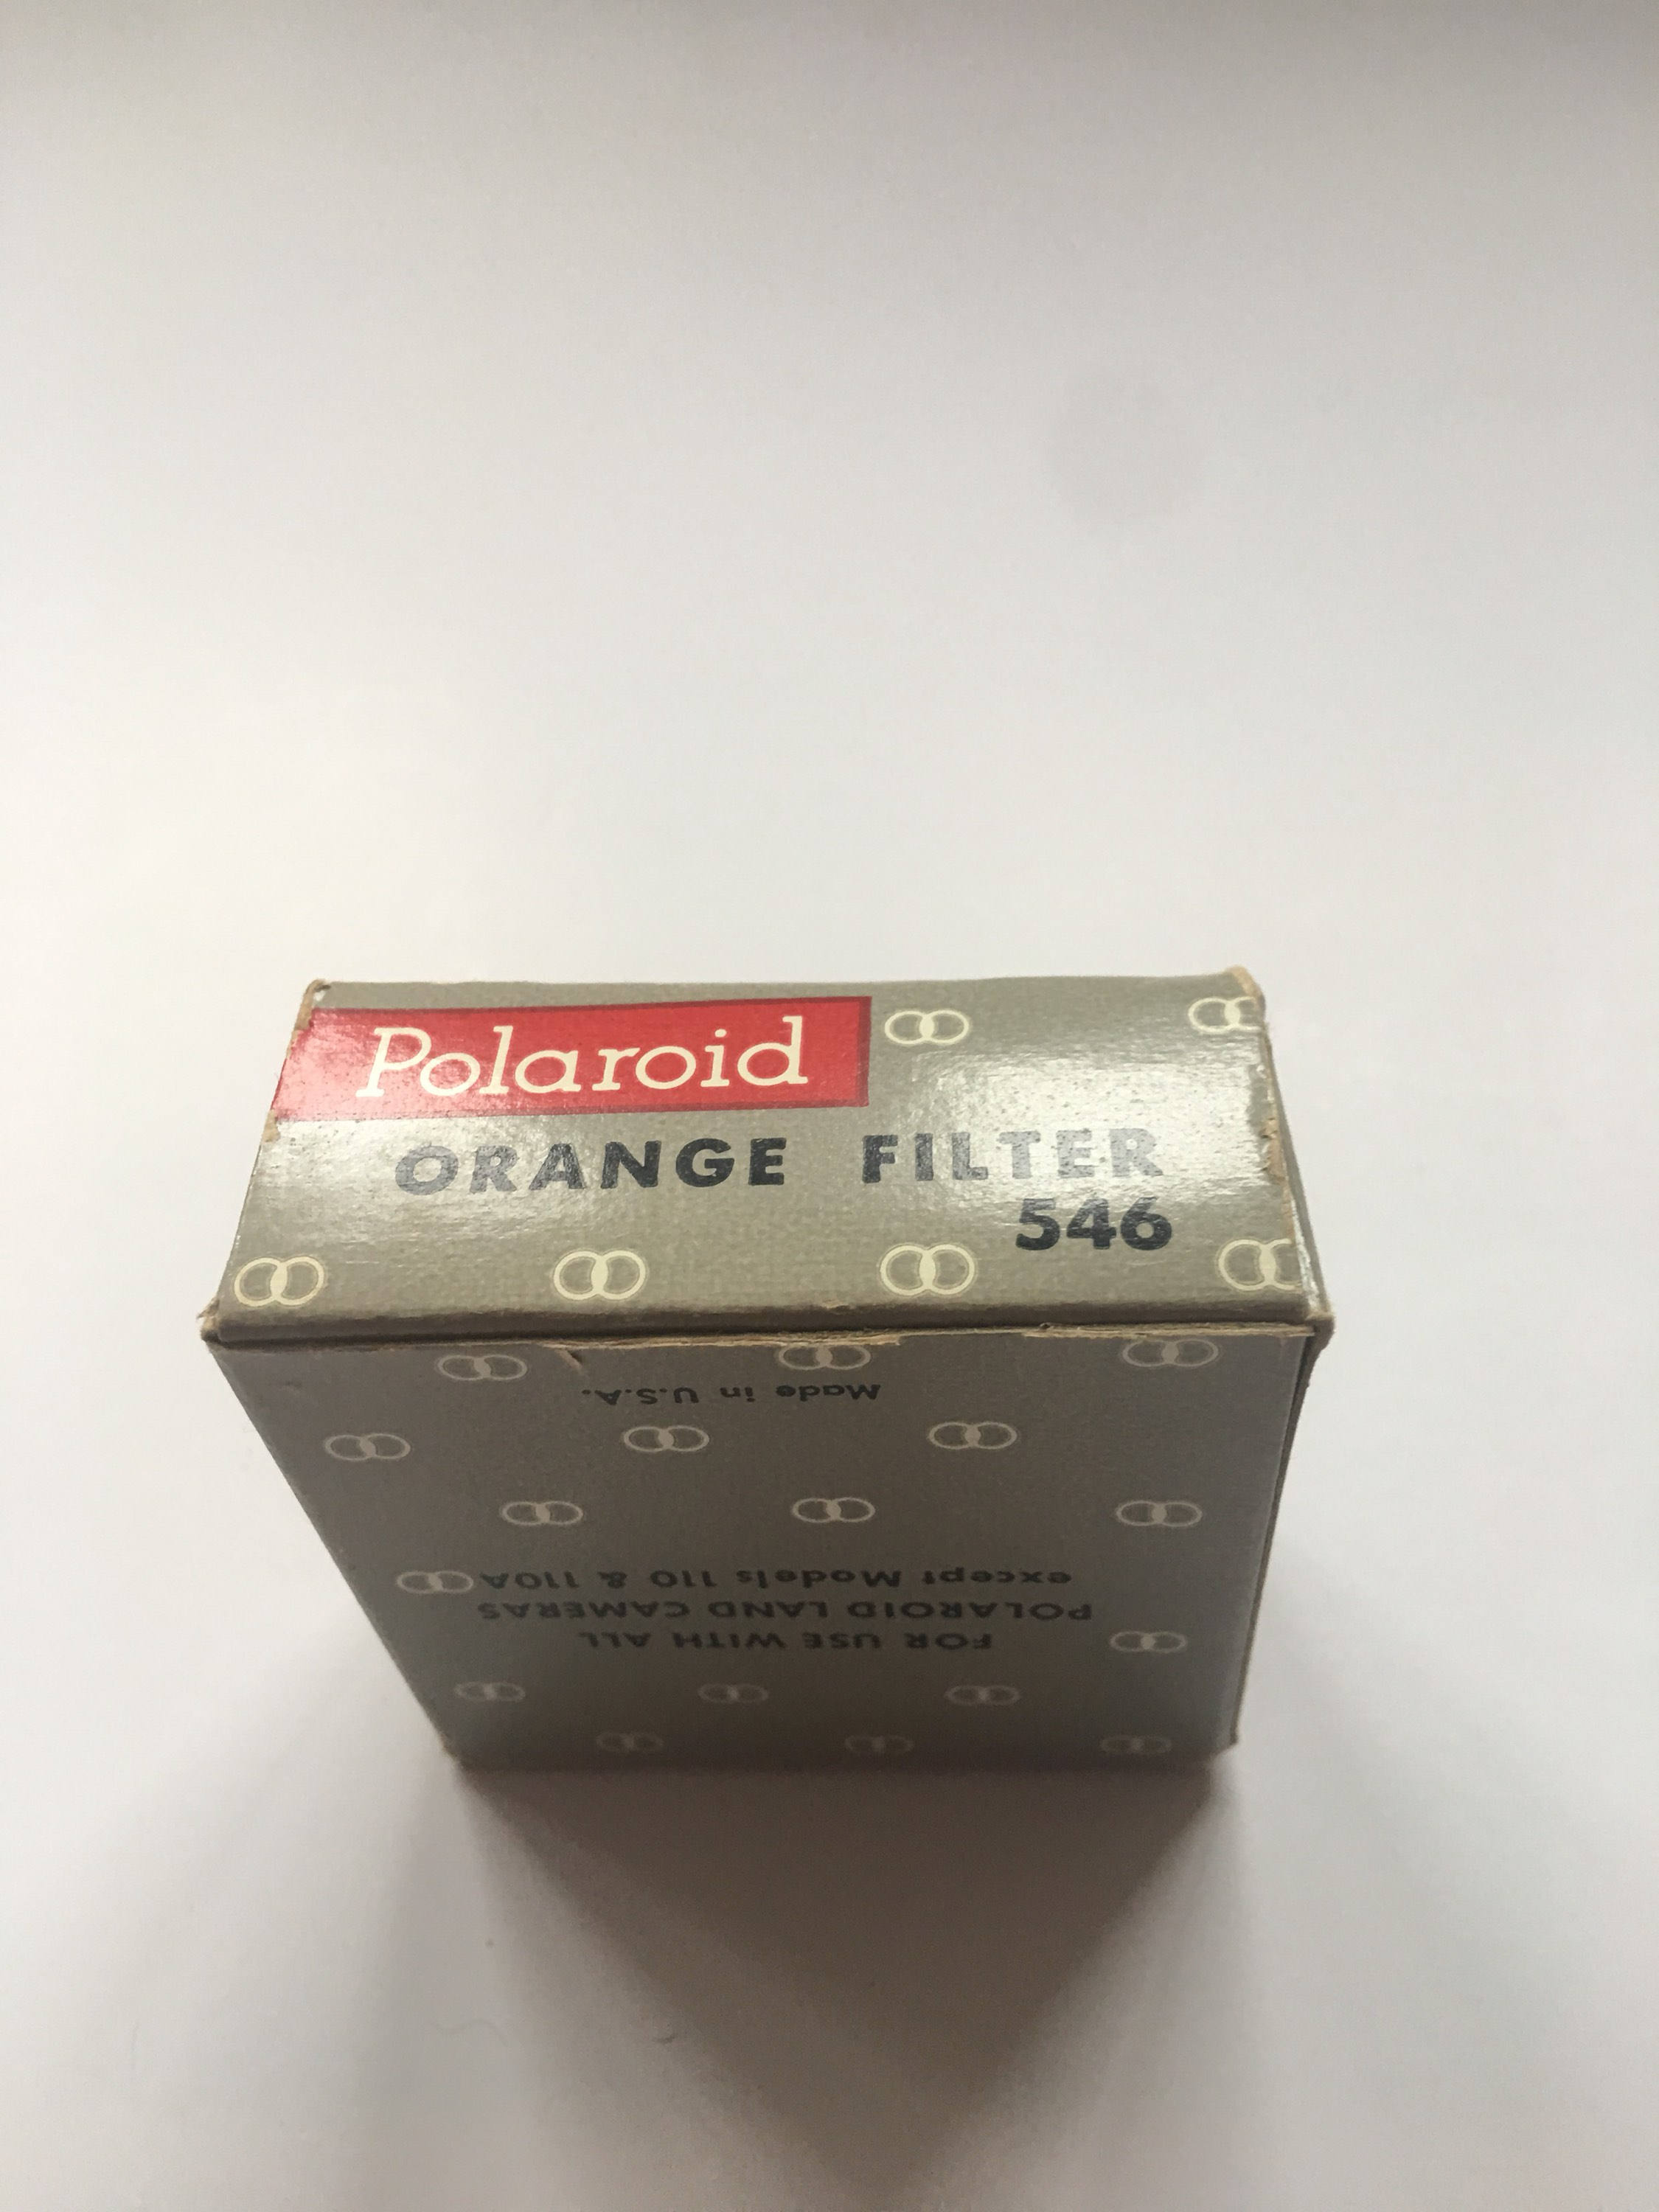 Polaroid
ORANGE FILTER
546
FOR USE WITH ALL
POLAROID LAND CAMERAS
except Models 110 & 110A
Made in U.S.A.